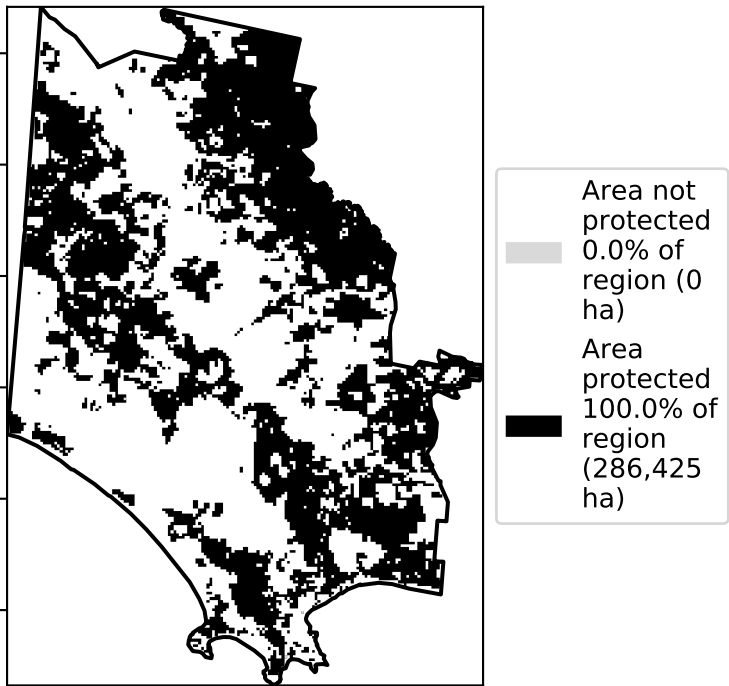 Area not
protected
0.0% of
region (0
ha)
Area
protected
100.0% of
region
(286,425
ha)